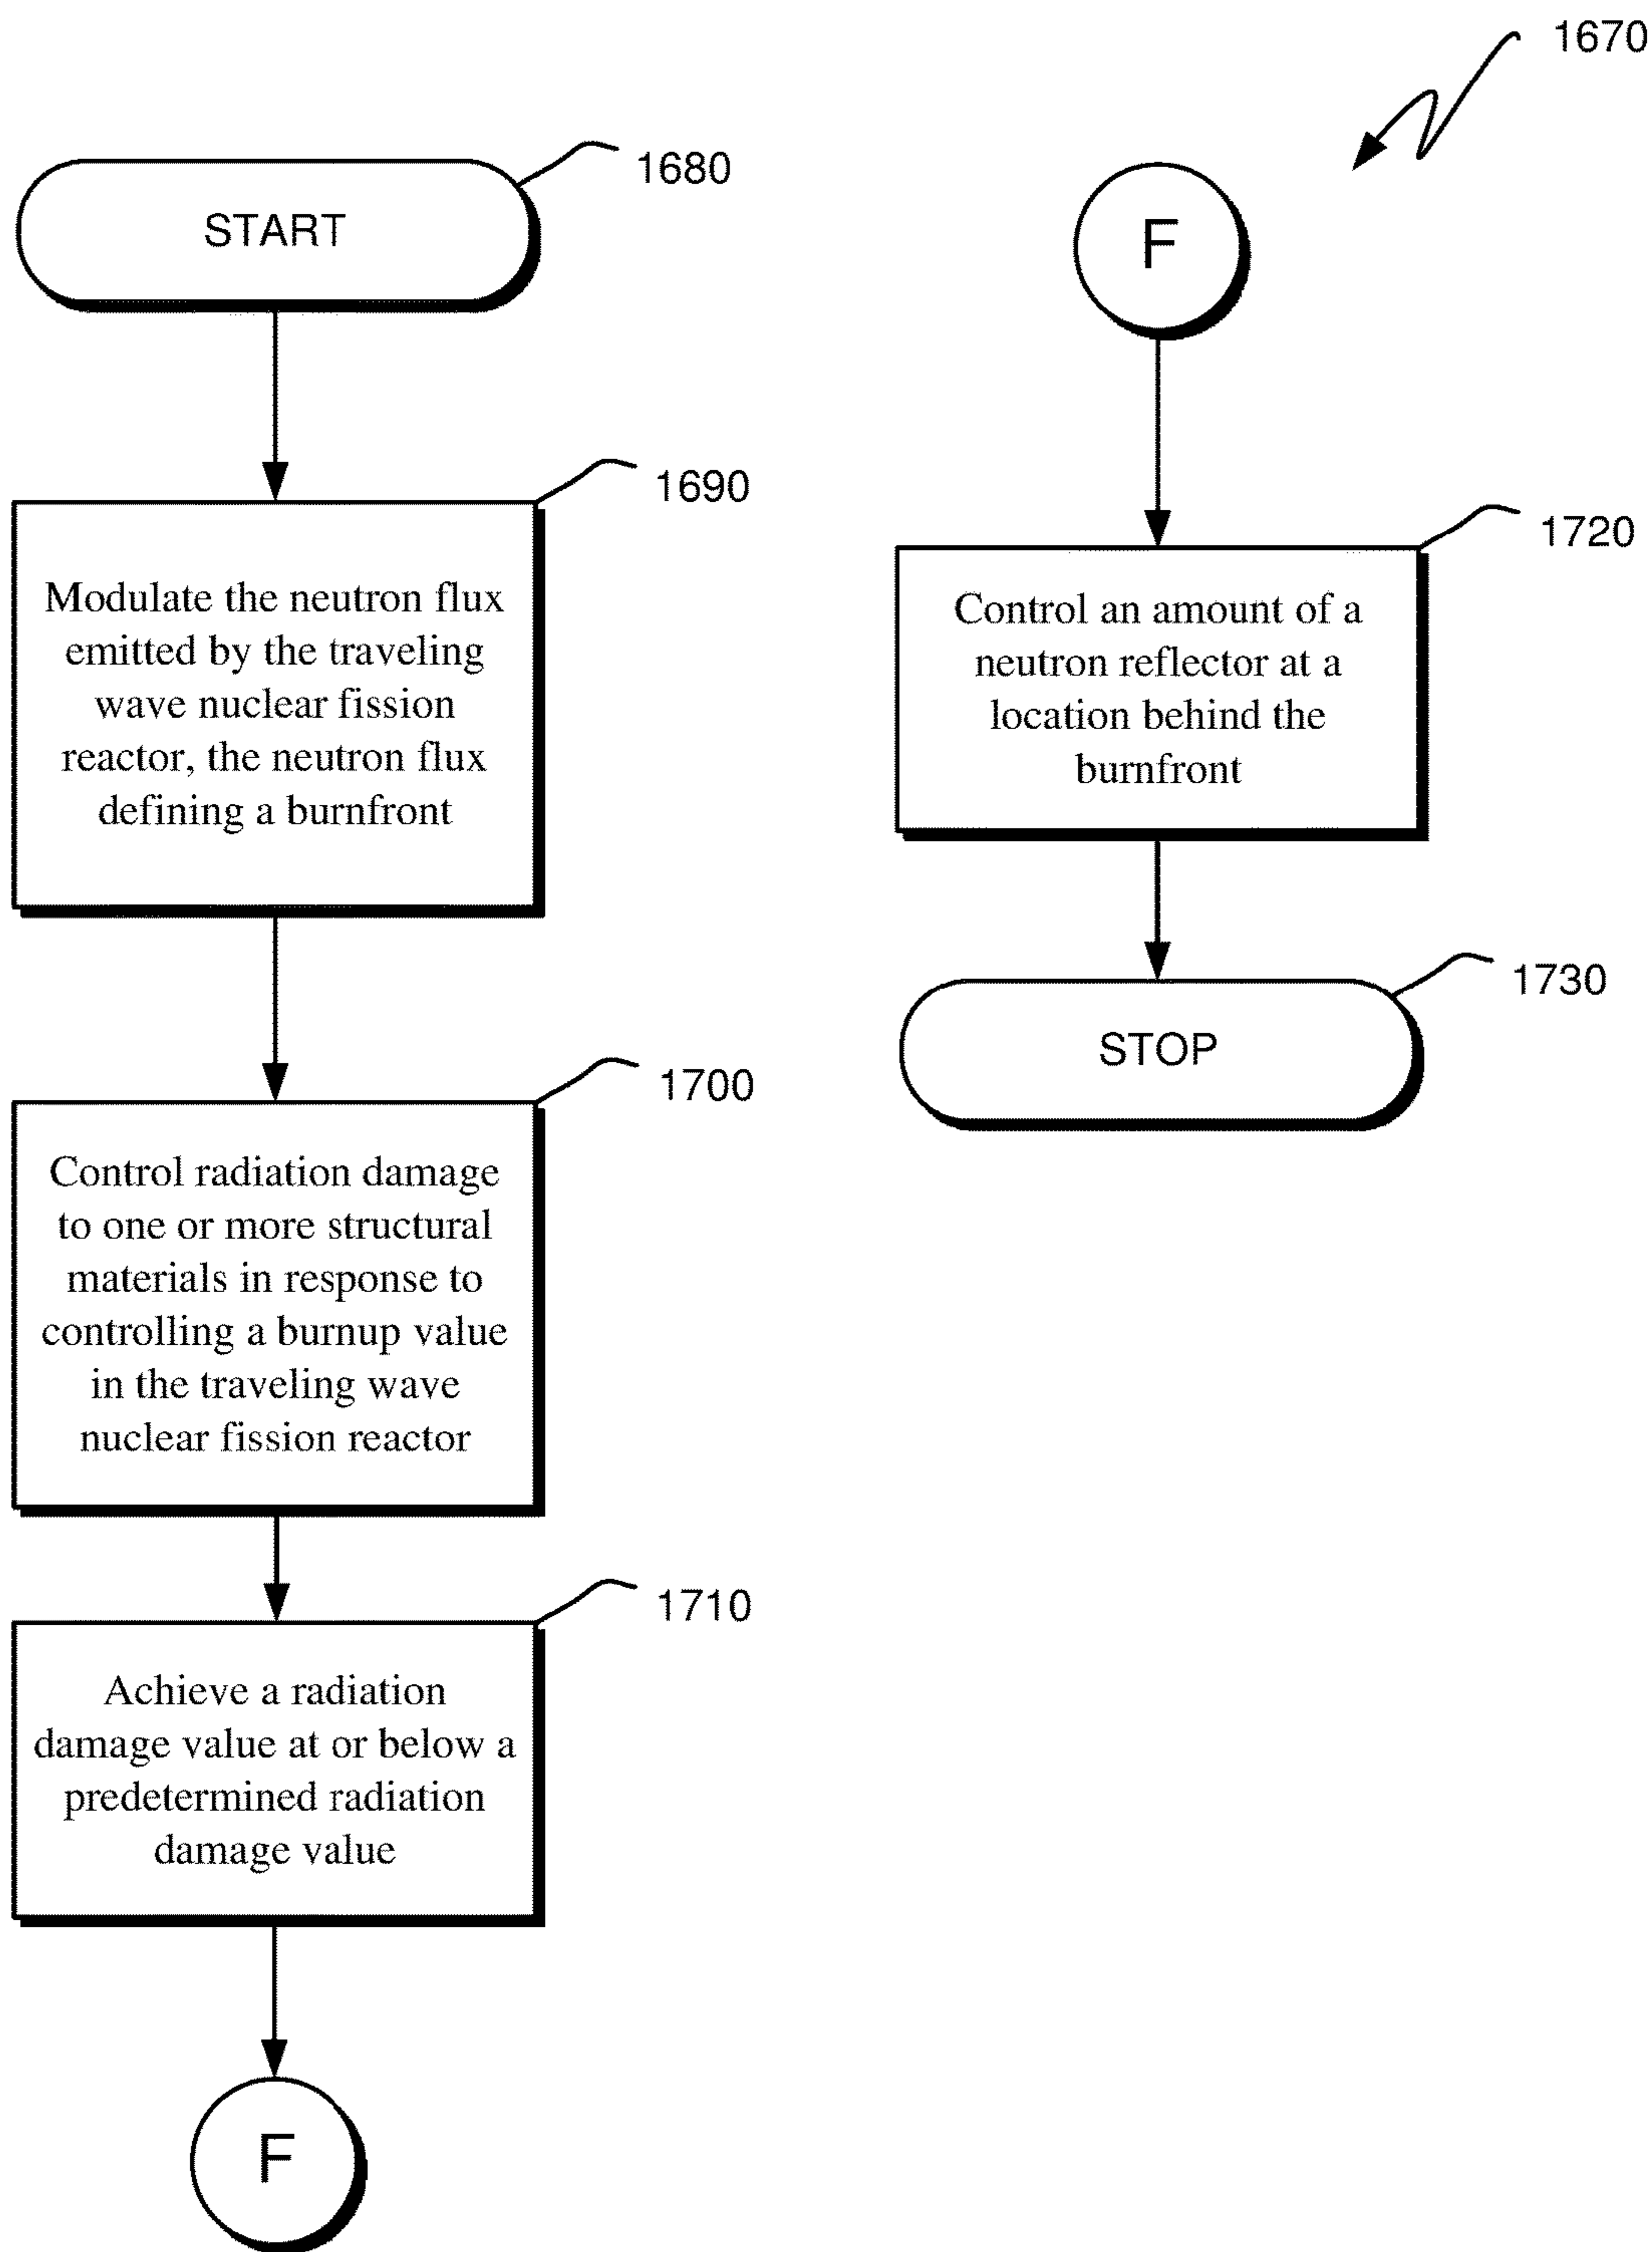 1680
START
1690
Modulate the neutron flux
emitted by the traveling
wave nuclear fission
reactor, the neutron flux
defining a burnfront
1700
Control radiation damage
to one or more structural
materials in response to
controlling a burnup value
in the traveling wave
nuclear fission reactor
1710
Achieve a radiation
damage value at or below a
predetermined radiation
damage value
F
1670
F
1720
Control an amount of a
neutron reflector at a
location behind the
burnfront
1730
STOP